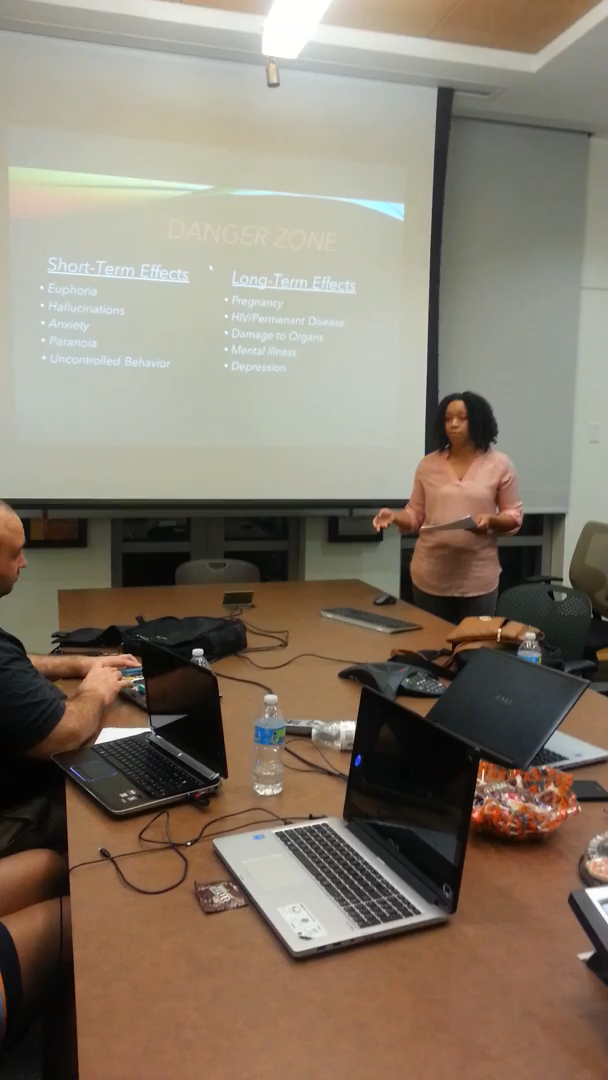 DANGER ZONE
Short-Term Effects
• Euphoria
• Hallucinations
• Anxiety
• Paranoia
• Uncontrolled Behavior
Long-Term Effects
• Pregnancy
• HIV/Permenant Disease
• Damage to Organs
• Mental Illness
• Depression